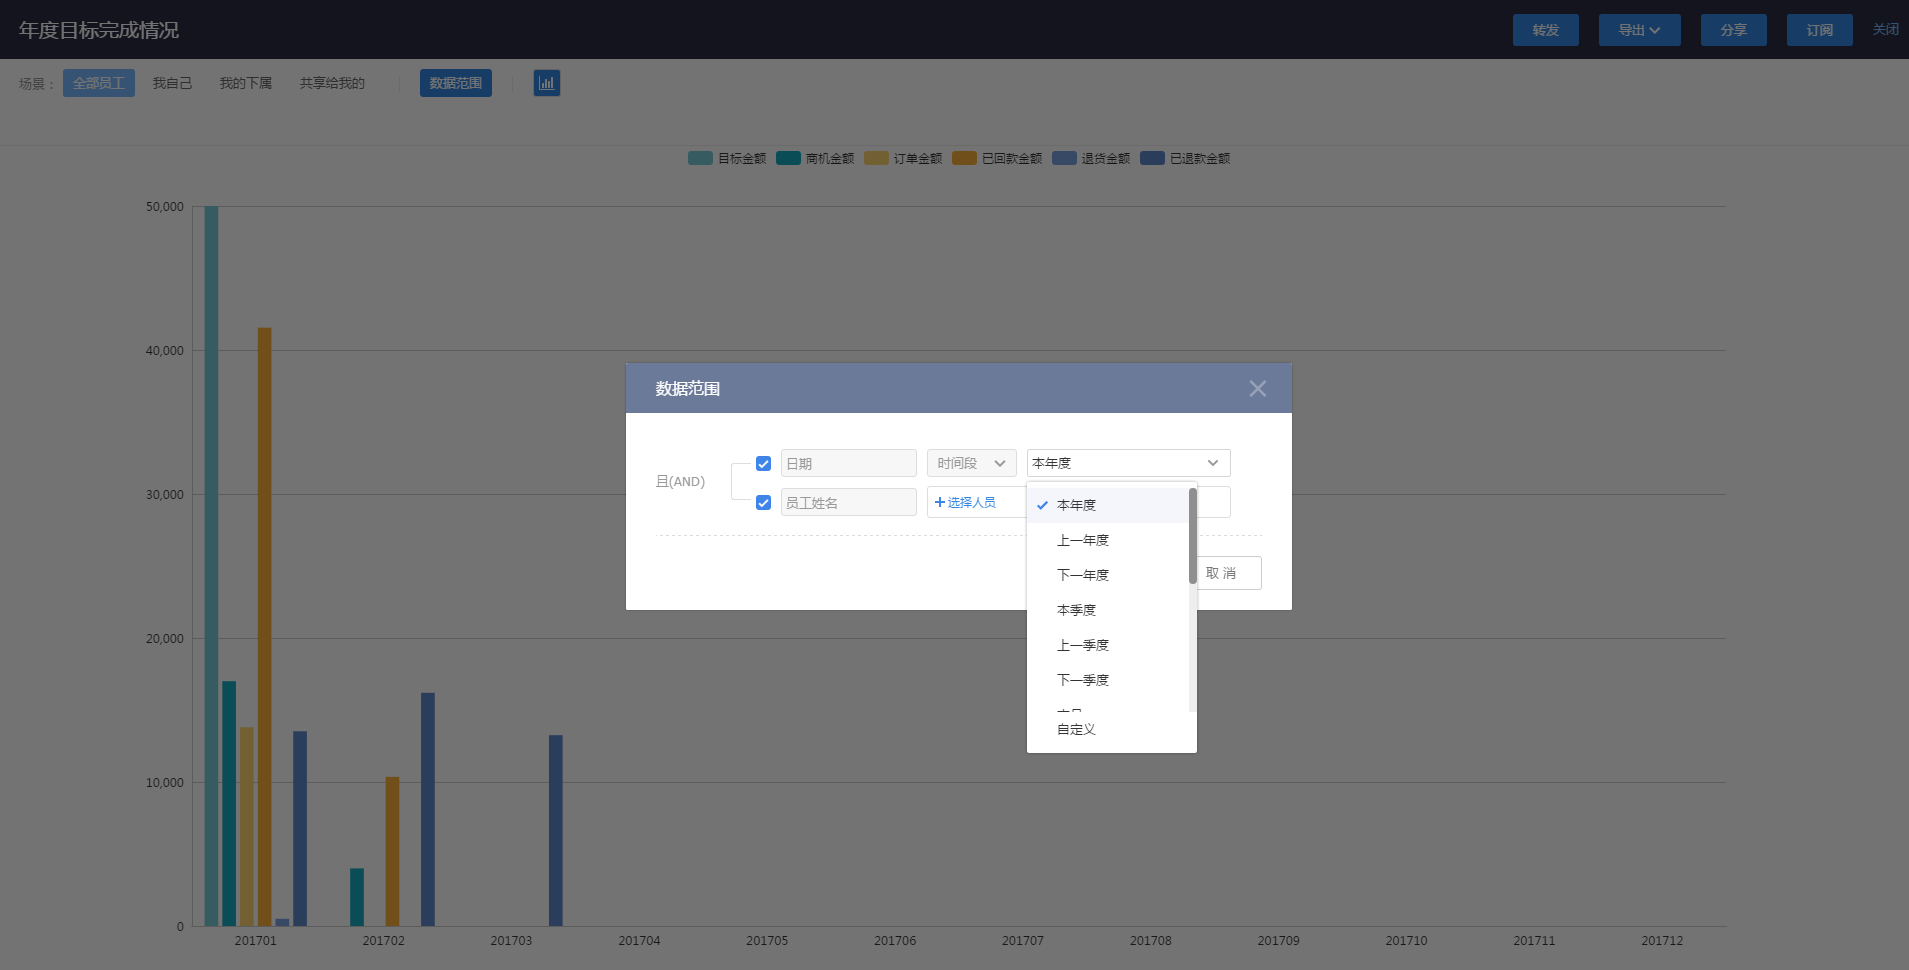 年度目标完成情况
转发 导出 分享 订阅 关闭
场景： 全部员工 我自己 我的下属 共享给我的 数据范围
目标金额 商机金额 订单金额 已回款金额 退货金额 已退款金额
50,000
40,000
30,000
20,000
10,000
0
201701 201702 201703 201704 201705 201706 201707 201708 201709 201710 201711 201712
数据范围
且(AND)
日期 时间段 本年度
员工姓名 +选择人员
本年度
上一年度
下一年度
本季度
上一季度
下一季度
自定义
取消